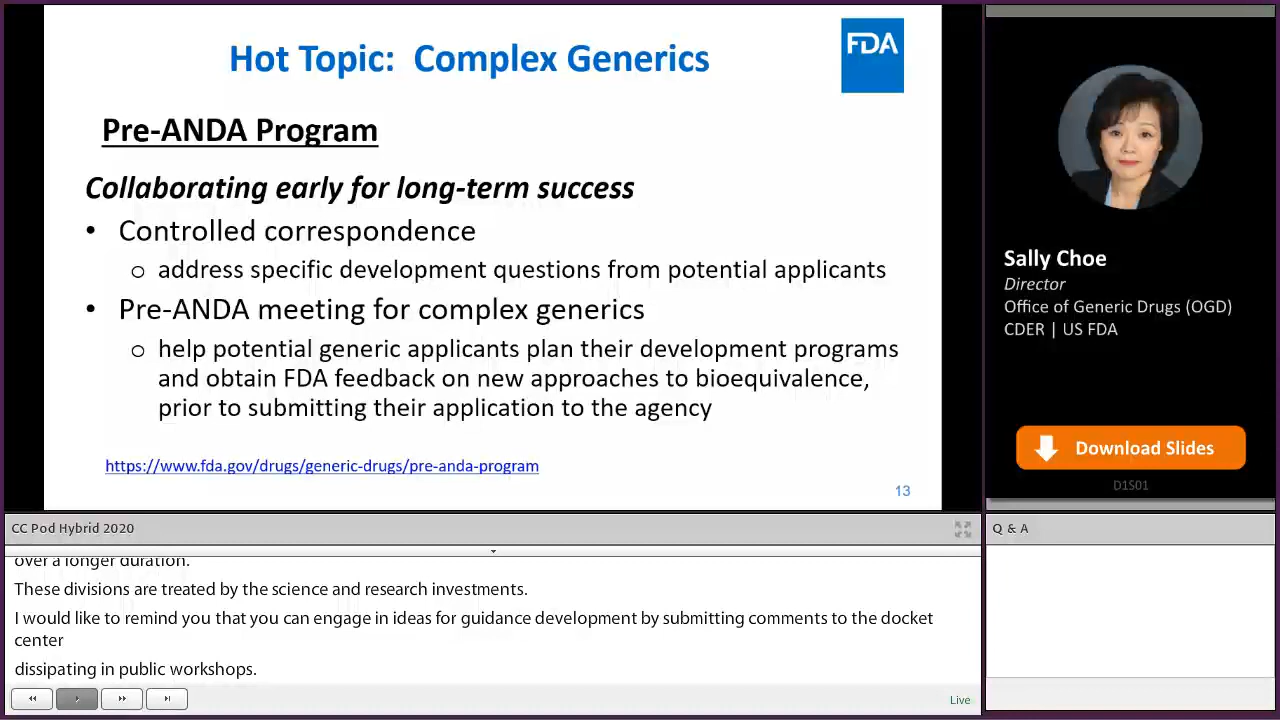 Hot Topic: Complex Generics
FDA
Pre-ANDA Program
Collaborating early for long-term success
• Controlled correspondence
o address specific development questions from potential applicants
• Pre-ANDA meeting for complex generics
o help potential generic applicants plan their development programs
and obtain FDA feedback on new approaches to bioequivalence,
prior to submitting their application to the agency
https://www.fda.gov/drugs/generic-drugs/pre-anda-program
13
Sally Choe
Director
Office of Generic Drugs (OGD)
CDER | US FDA
Download Slides
D1S01
CC Pod Hybrid 2020
over a longer duration.
These divisions are treated by the science and research investments.
I would like to remind you that you can engage in ideas for guidance development by submitting comments to the docket
center
dissipating in public workshops.
Live
Q & A